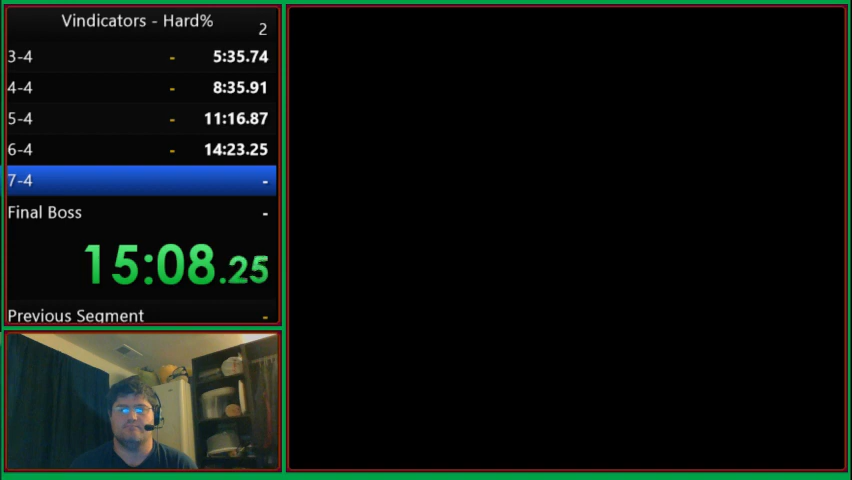 Vindicators - Hard%
2
3-4 - 5:35.74
4-4 - 8:35.91
5-4 - 11:16.87
6-4 - 14:23.25
7-4 -
Final Boss -
15:08.25
Previous Segment -